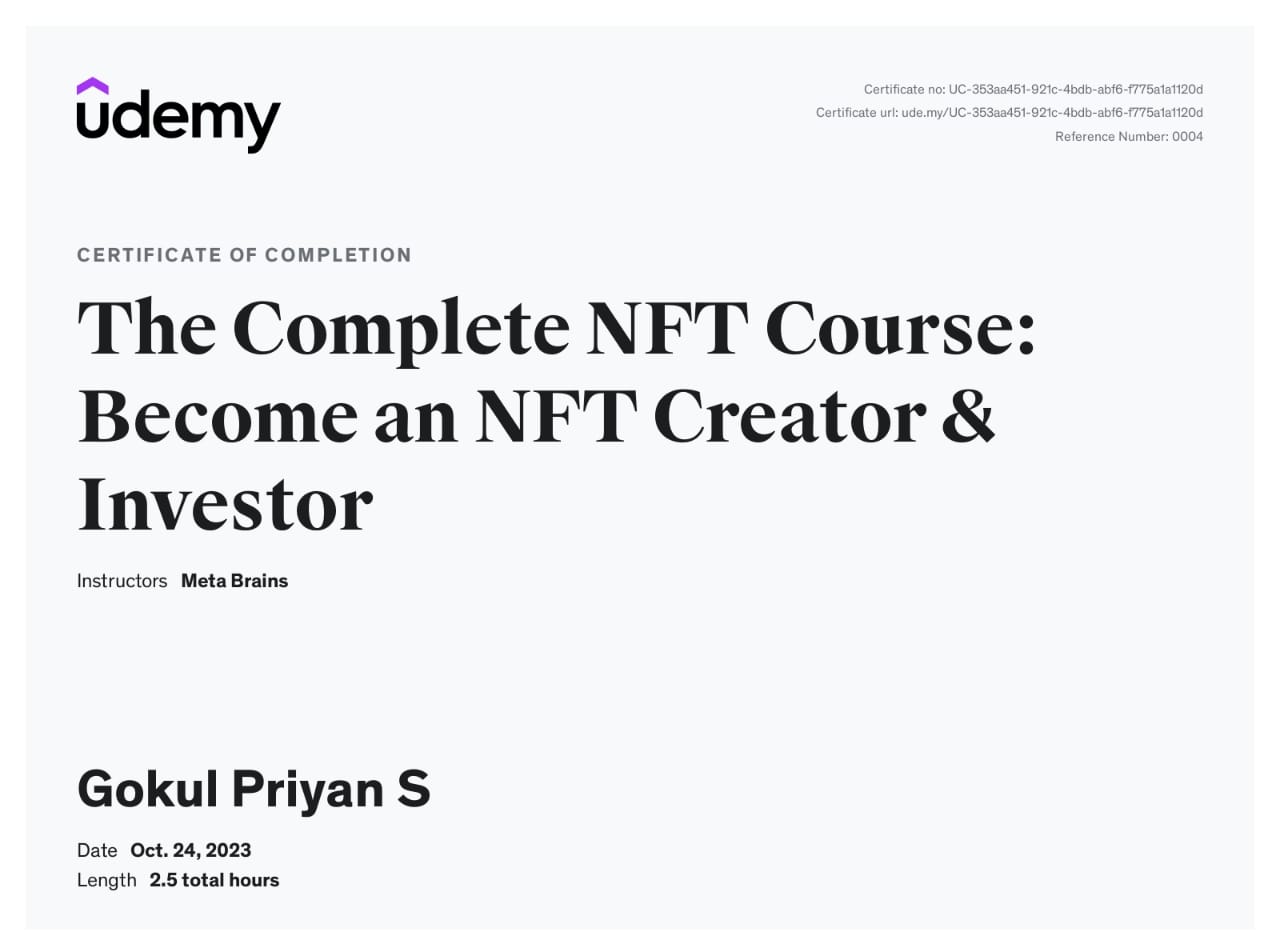 udemy
Certificate no: UC-353aa451-921c-4bdb-abf6-f775a1a1120d
Certificate url: ude.my/UC-353aa451-921c-4bdb-abf6-f775a1a1120d
Reference Number: 0004
CERTIFICATE OF COMPLETION
The Complete NFT Course:
Become an NFT Creator &
Investor
Instructors Meta Brains
Gokul Priyan S
Date Oct. 24, 2023
Length 2.5 total hours